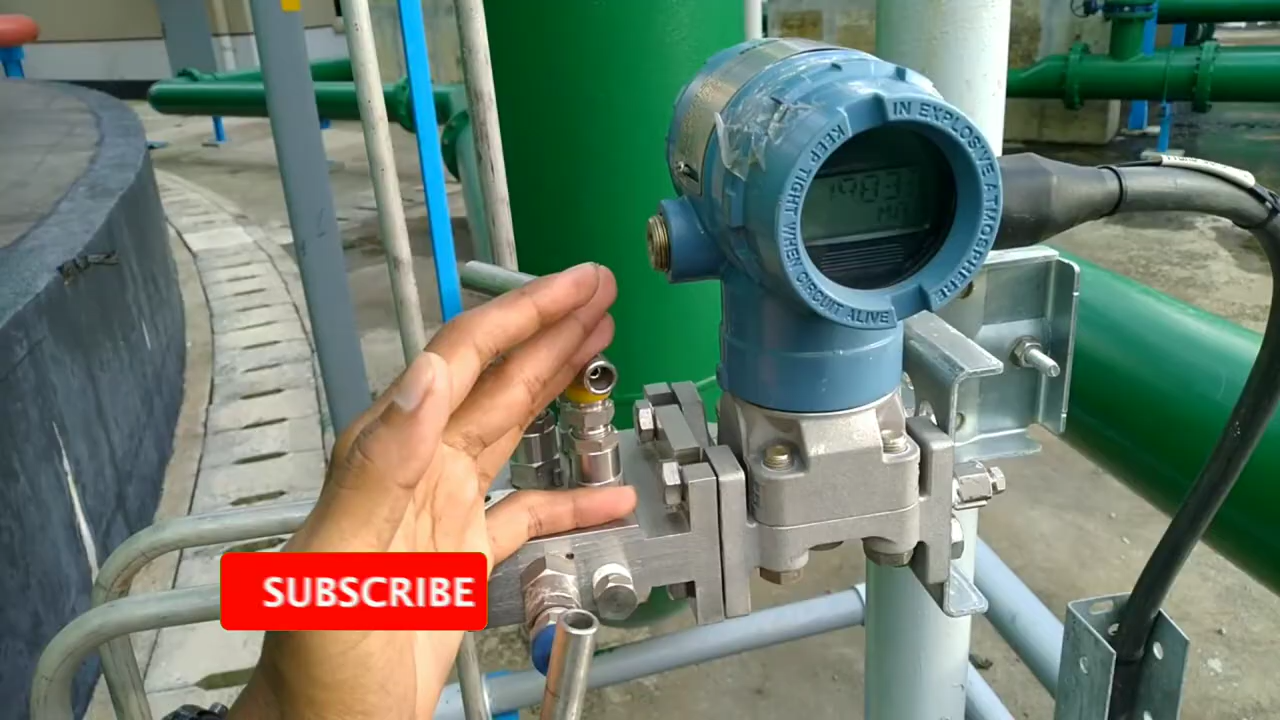 IN EXPLOSIVE ATMOSPHERE
KEEP TIGHT WHEN CIRCUIT ALIVE
SUBSCRIBE